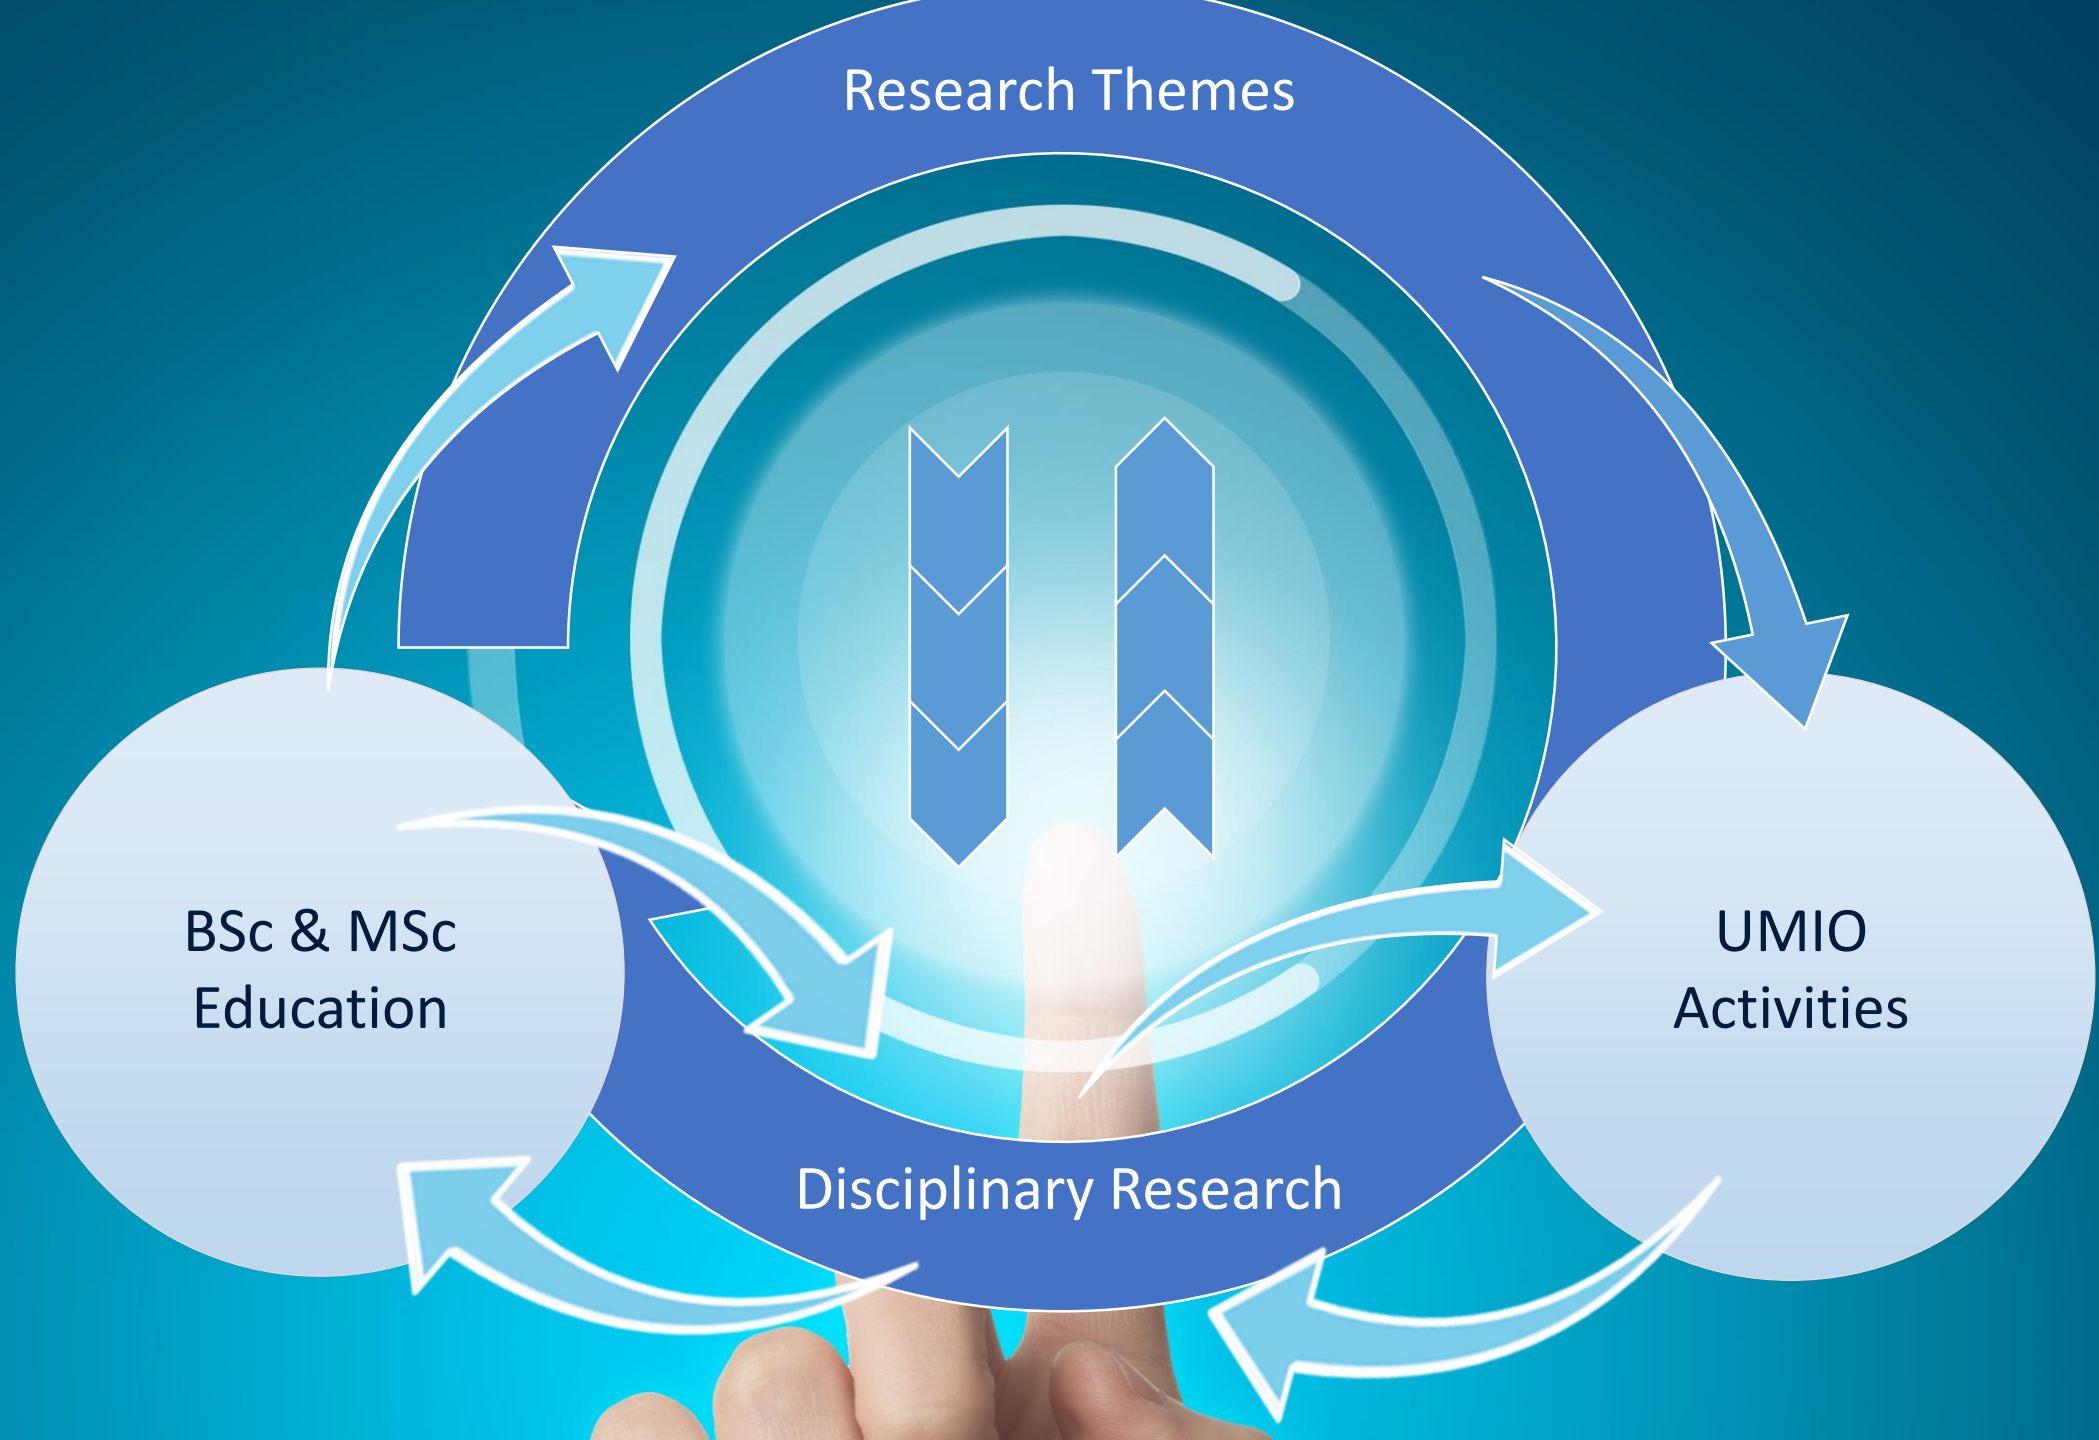 Research Themes
BSc & MSc
Education
UMIO
Activities
Disciplinary Research